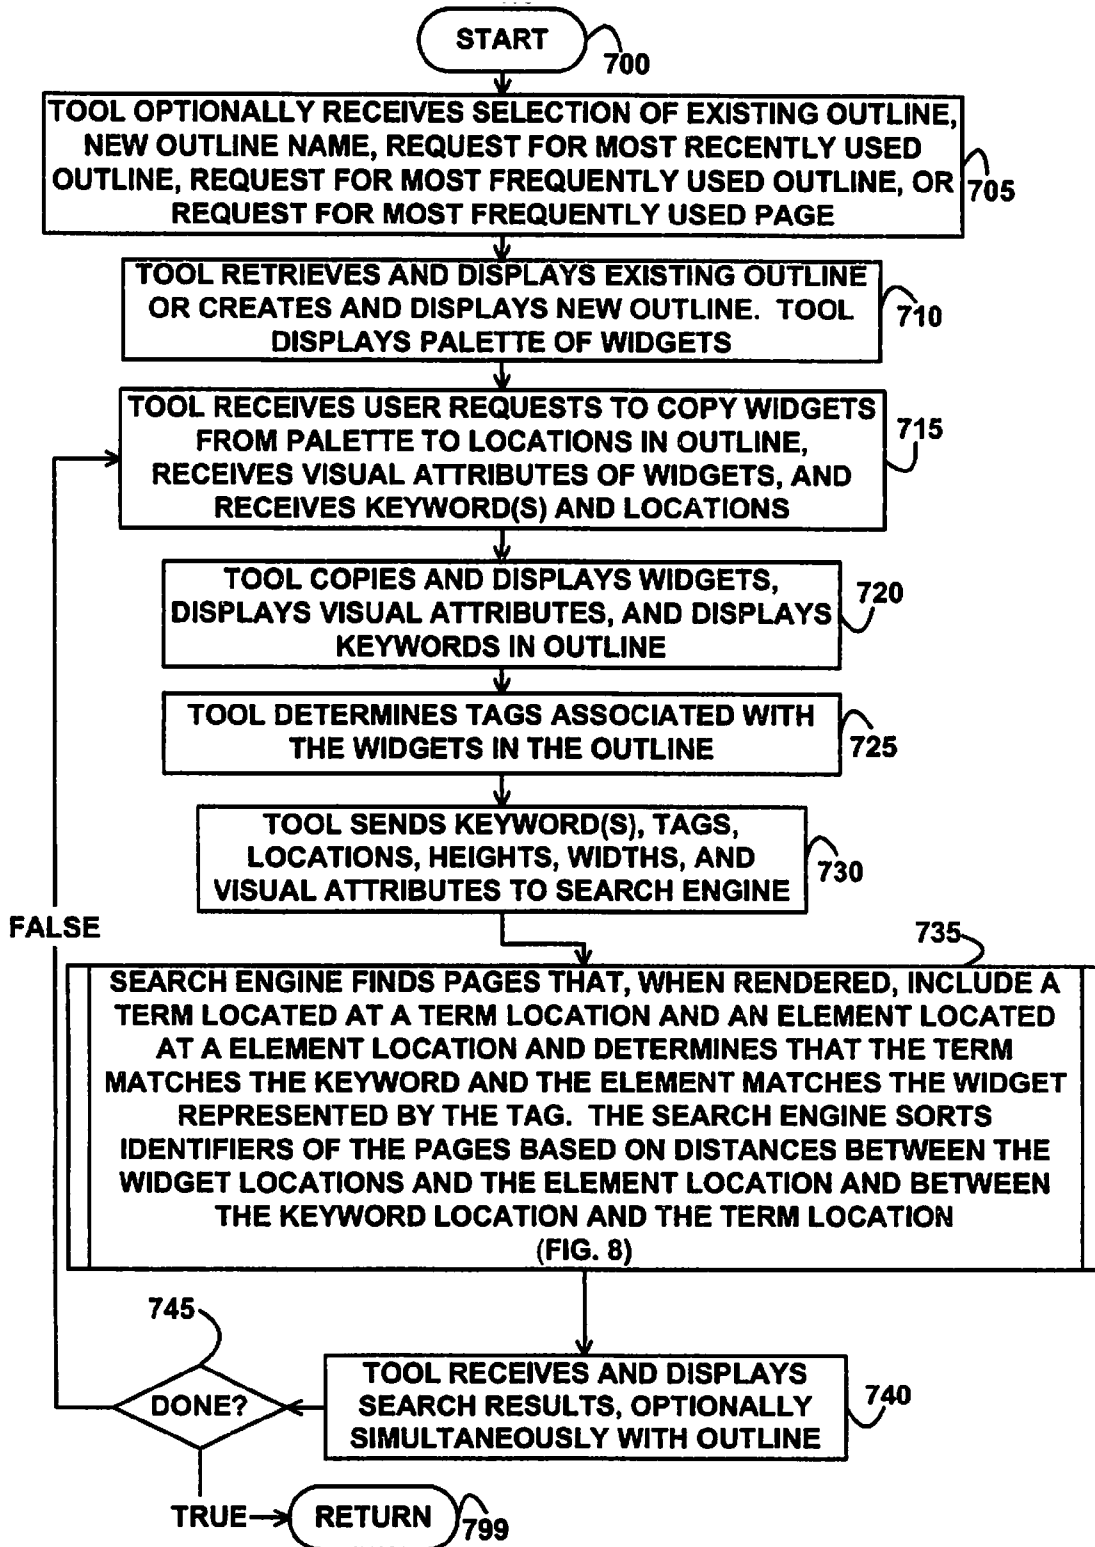 START
700
TOOL OPTIONALLY RECEIVES SELECTION OF EXISTING OUTLINE,
NEW OUTLINE NAME, REQUEST FOR MOST RECENTLY USED
OUTLINE, REQUEST FOR MOST FREQUENTLY USED OUTLINE, OR
REQUEST FOR MOST FREQUENTLY USED PAGE
705
TOOL RETRIEVES AND DISPLAYS EXISTING OUTLINE
OR CREATES AND DISPLAYS NEW OUTLINE. TOOL
DISPLAYS PALETTE OF WIDGETS
710
TOOL RECEIVES USER REQUESTS TO COPY WIDGETS
FROM PALETTE TO LOCATIONS IN OUTLINE,
RECEIVES VISUAL ATTRIBUTES OF WIDGETS, AND
RECEIVES KEYWORD(S) AND LOCATIONS
715
TOOL COPIES AND DISPLAYS WIDGETS,
DISPLAYS VISUAL ATTRIBUTES, AND DISPLAYS
KEYWORDS IN OUTLINE
720
TOOL DETERMINES TAGS ASSOCIATED WITH
THE WIDGETS IN THE OUTLINE
725
TOOL SENDS KEYWORD(S), TAGS,
LOCATIONS, HEIGHTS, WIDTHS, AND
VISUAL ATTRIBUTES TO SEARCH ENGINE
730
FALSE
735
SEARCH ENGINE FINDS PAGES THAT, WHEN RENDERED, INCLUDE A
TERM LOCATED AT A TERM LOCATION AND AN ELEMENT LOCATED
AT A ELEMENT LOCATION AND DETERMINES THAT THE TERM
MATCHES THE KEYWORD AND THE ELEMENT MATCHES THE WIDGET
REPRESENTED BY THE TAG. THE SEARCH ENGINE SORTS
IDENTIFIERS OF THE PAGES BASED ON DISTANCES BETWEEN THE
WIDGET LOCATIONS AND THE ELEMENT LOCATION AND BETWEEN
THE KEYWORD LOCATION AND THE TERM LOCATION
(FIG. 8)
745
DONE?
TOOL RECEIVES AND DISPLAYS
SEARCH RESULTS, OPTIONALLY
SIMULTANEOUSLY WITH OUTLINE
740
TRUE
RETURN
799